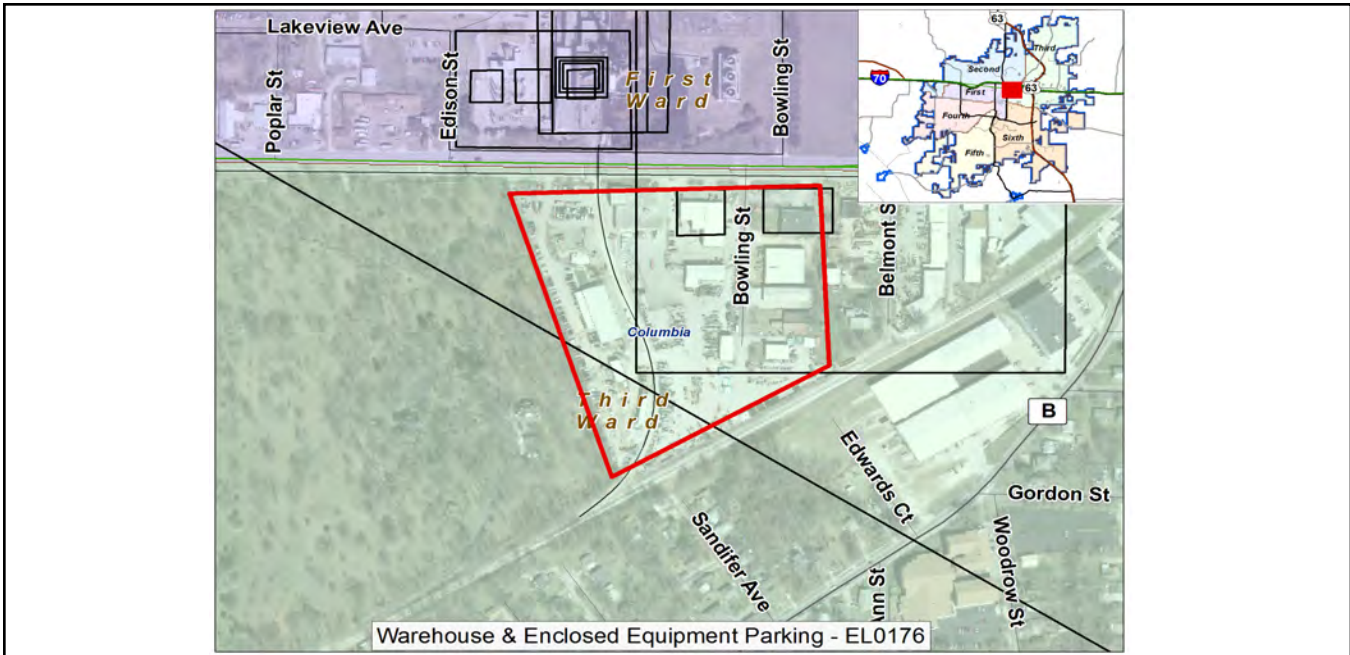 Lakeview Ave
Poplar St
Edison St
First
Ward
Bowling St
63
Third
Second
70
First
63
Fourth
Sixth
Fifth
Bowling St
Belmont S
Columbia
Third
Ward
B
Edwards Ct
Gordon St
Sandifer Ave
Woodrow St
Ann St
Warehouse & Enclosed Equipment Parking - EL0176